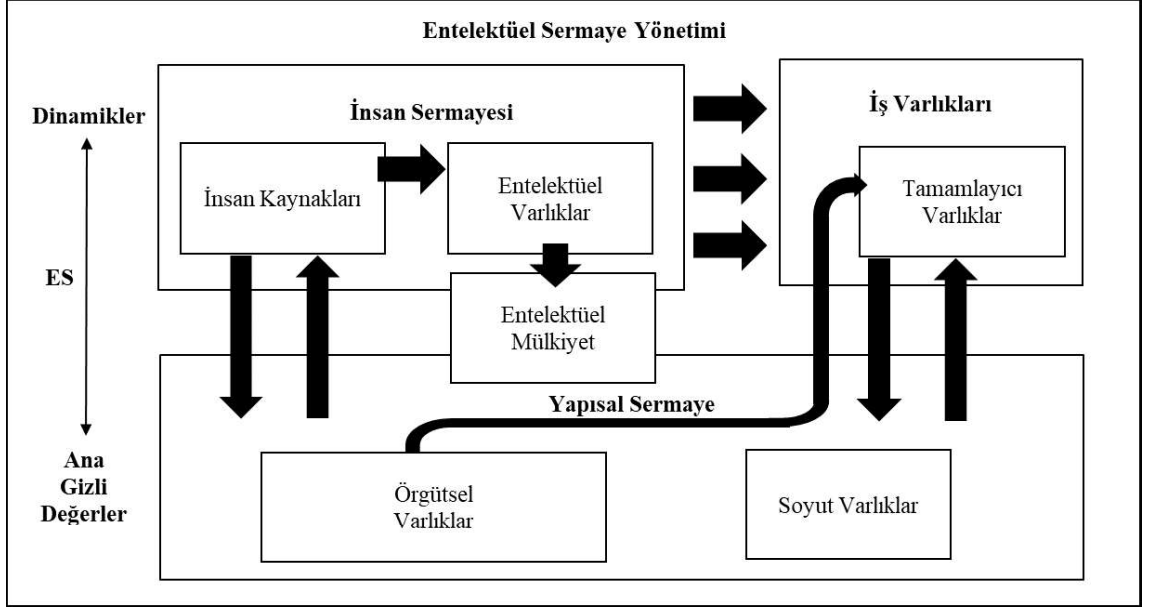 Entelektüel Sermaye Yönetimi
Dinamikler
İnsan Sermayesi
İş Varlıkları
İnsan Kaynakları
Entelektüel
Varlıklar
Tamamlayıcı
Varlıklar
ES
Entelektüel
Mülkiyet
Yapısal Sermaye
Ana
Gizli
Değerler
Örgütsel
Varlıklar
Soyut Varlıklar